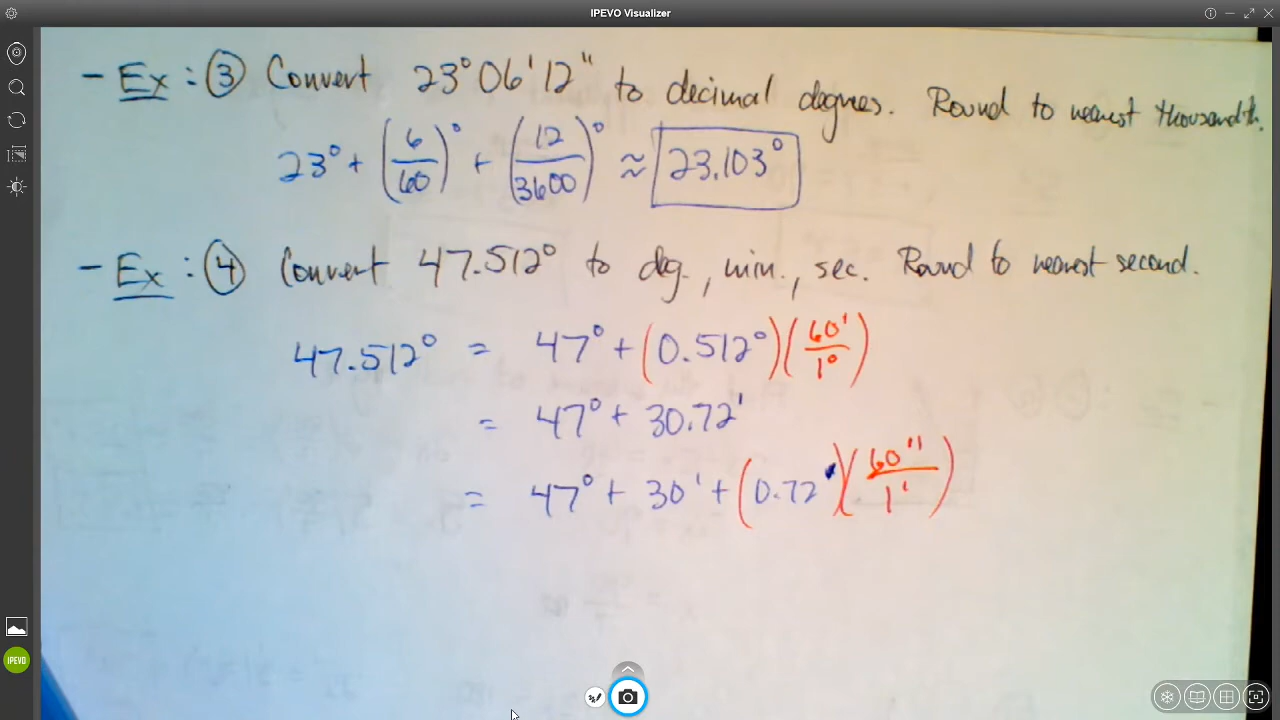 IPEVO Visualizer
- Ex: ③ Convert 23° 06' 12" to decimal degrees. Round to nearest thousandth.
23° + (6/60)° + (12/3600)° ≈ 23.103°
- Ex: ④ Convert 47.512° to deg., min., sec. Round to nearest second.
47.512° = 47° + (0.512°)(60'/1°)
= 47° + 30.72'
= 47° + 30' + (0.72')(60''/1')
IPEVO